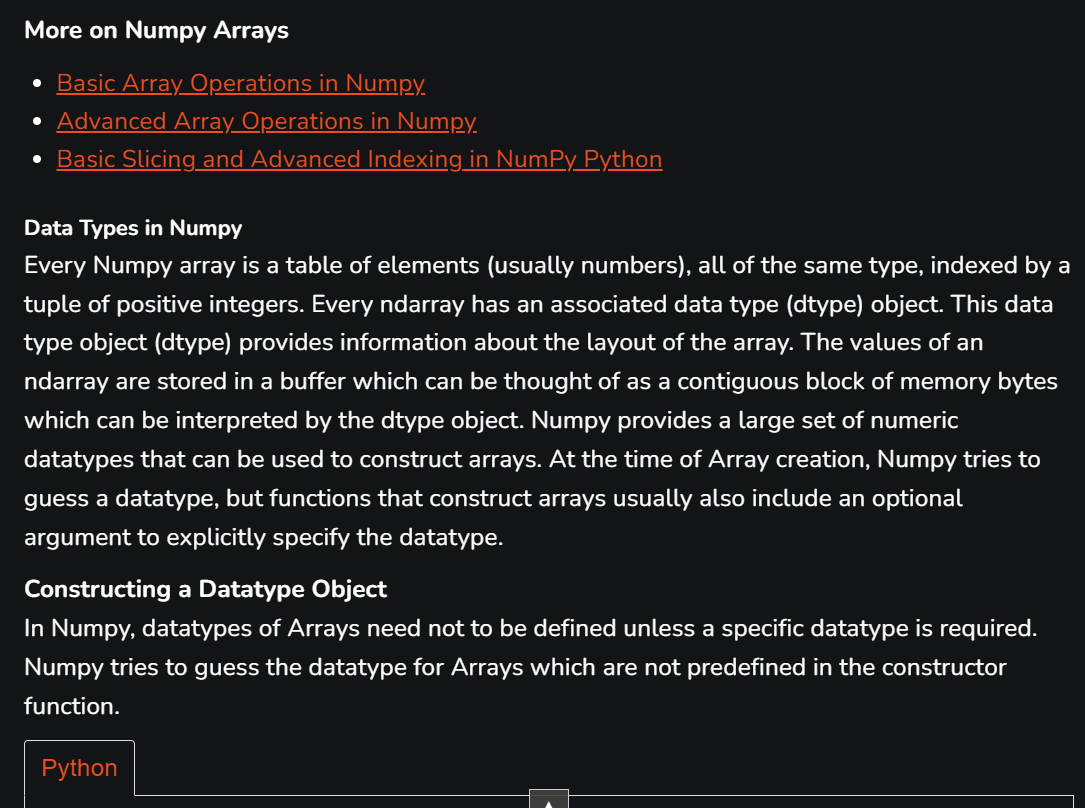 More on Numpy Arrays
Basic Array Operations in Numpy
Advanced Array Operations in Numpy
Basic Slicing and Advanced Indexing in NumPy Python
Data Types in Numpy
Every Numpy array is a table of elements (usually numbers), all of the same type, indexed by a
tuple of positive integers. Every ndarray has an associated data type (dtype) object. This data
type object (dtype) provides information about the layout of the array. The values of an
ndarray are stored in a buffer which can be thought of as a contiguous block of memory bytes
which can be interpreted by the dtype object. Numpy provides a large set of numeric
datatypes that can be used to construct arrays. At the time of Array creation, Numpy tries to
guess a datatype, but functions that construct arrays usually also include an optional
argument to explicitly specify the datatype.
Constructing a Datatype Object
In Numpy, datatypes of Arrays need not to be defined unless a specific datatype is required.
Numpy tries to guess the datatype for Arrays which are not predefined in the constructor
function.
Python